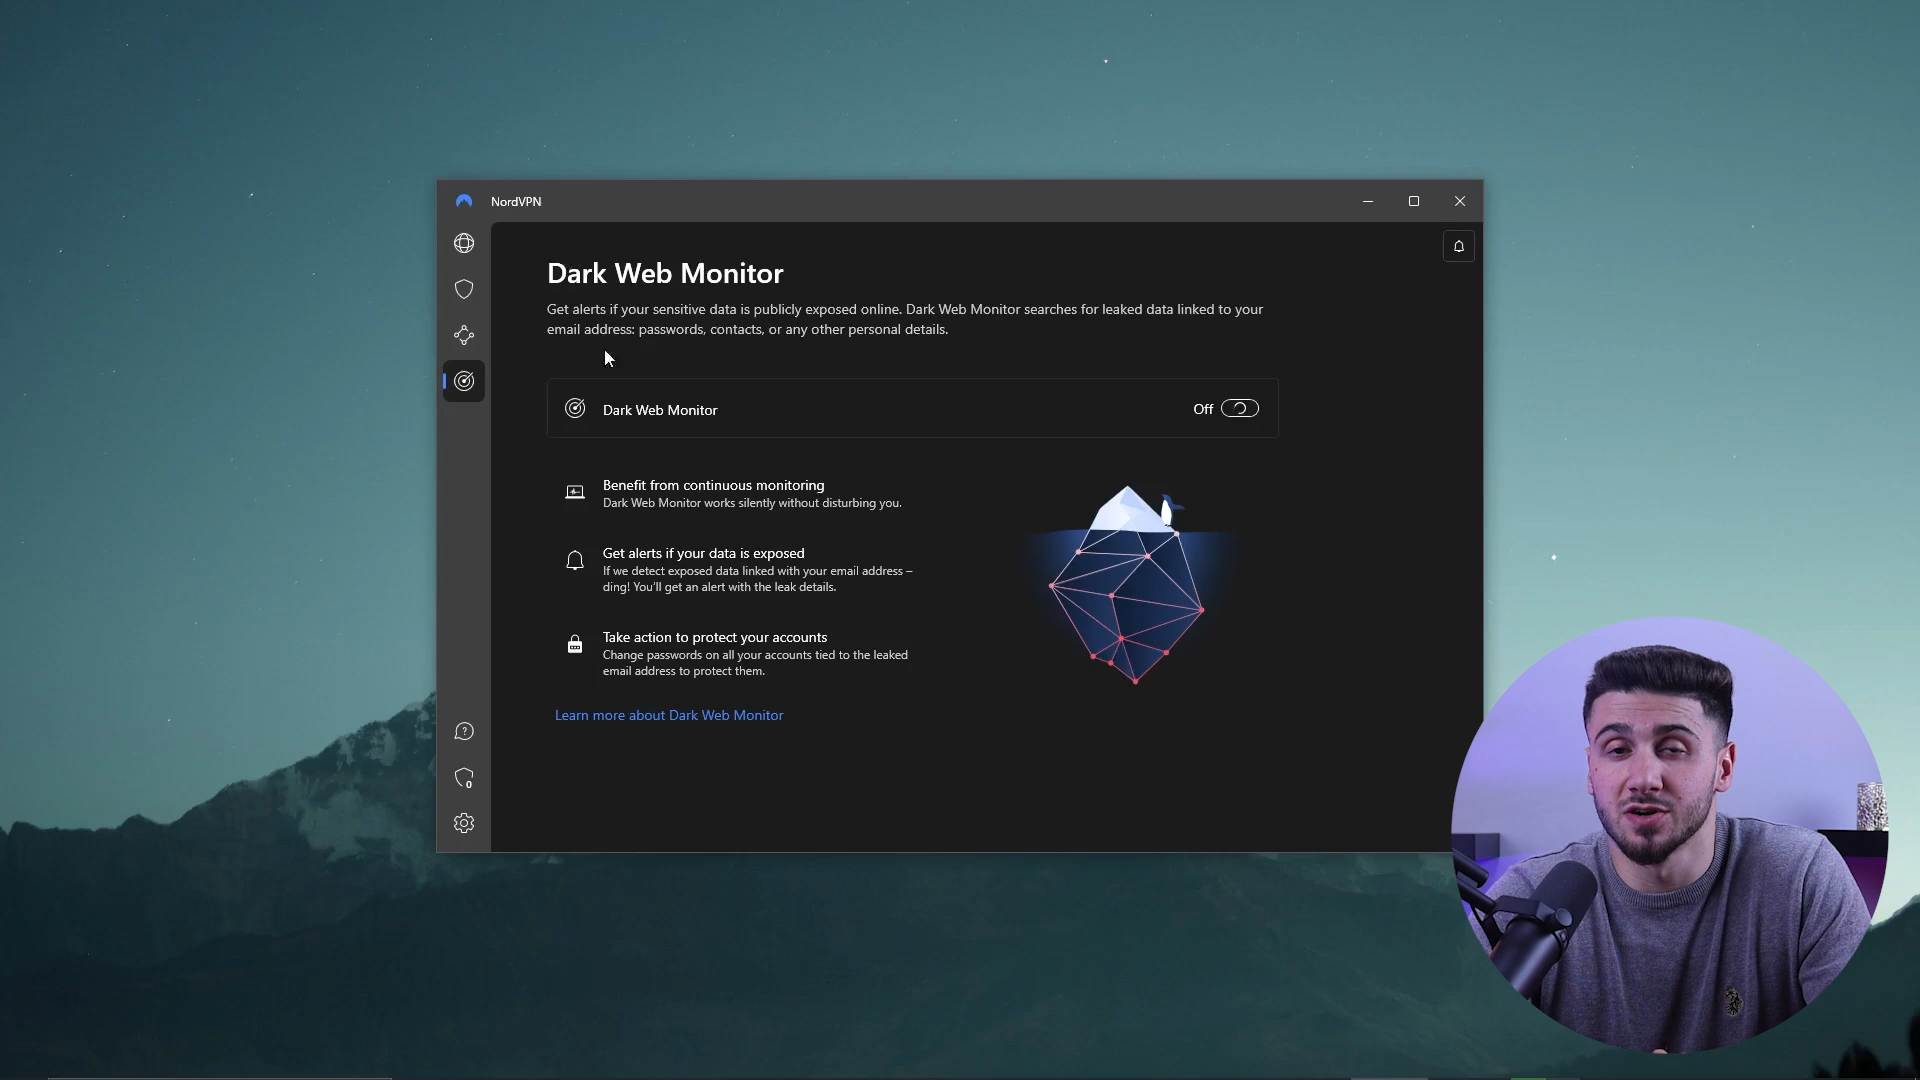 NordVPN
Dark Web Monitor
Get alerts if your sensitive data is publicly exposed online. Dark Web Monitor searches for leaked data linked to your
email address: passwords, contacts, or any other personal details.
Dark Web Monitor
Off
Benefit from continuous monitoring
Dark Web Monitor works silently without disturbing you.
Get alerts if your data is exposed
If we detect exposed data linked with your email address –
ding! You'll get an alert with the leak details.
Take action to protect your accounts
Change passwords on all your accounts tied to the leaked
email address to protect them.
Learn more about Dark Web Monitor
0